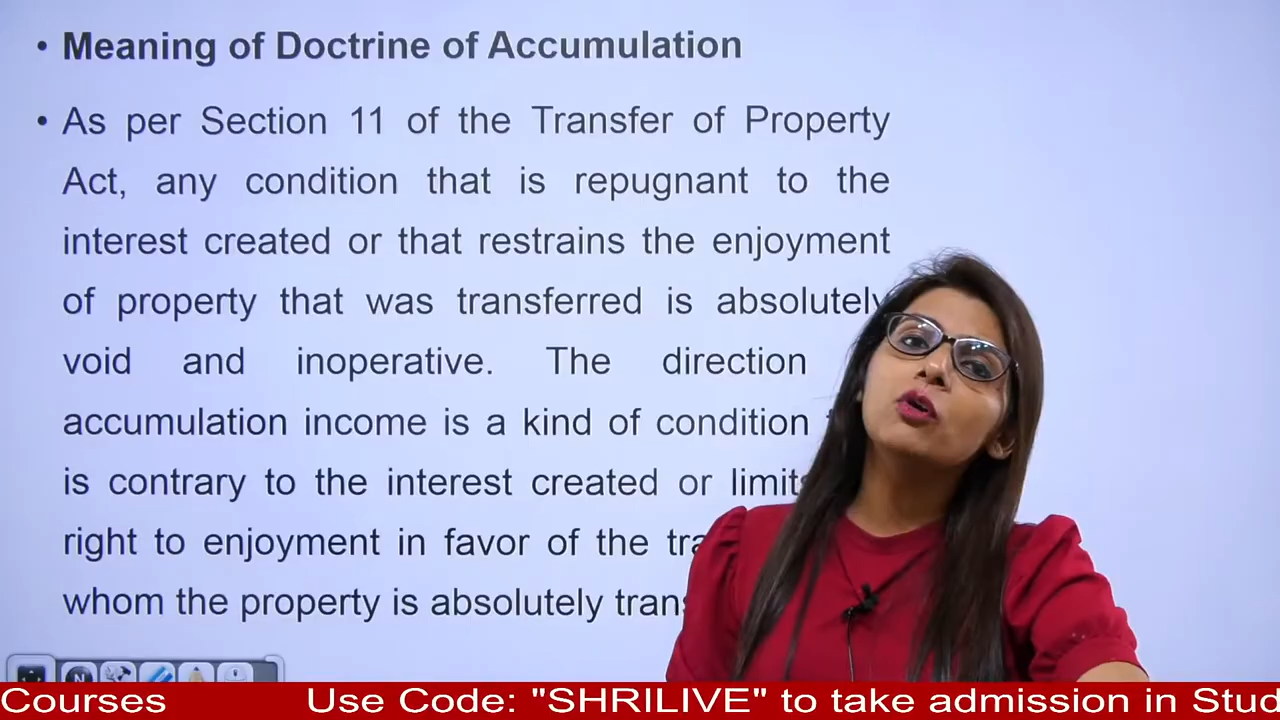 • Meaning of Doctrine of Accumulation
• As per Section 11 of the Transfer of Property
Act, any condition that is repugnant to the
interest created or that restrains the enjoyment
of property that was transferred is absolutely
void and inoperative. The direction
accumulation income is a kind of condition
is contrary to the interest created or limits
right to enjoyment in favor of the
whom the property is absolutely
N
Courses Use Code: "SHRILIVE" to take admission in Stud